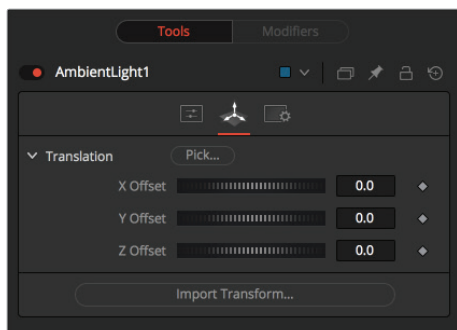 Tools Modifiers
AmbientLight1
Translation Pick...
X Offset 0.0
Y Offset 0.0
Z Offset 0.0
Import Transform...